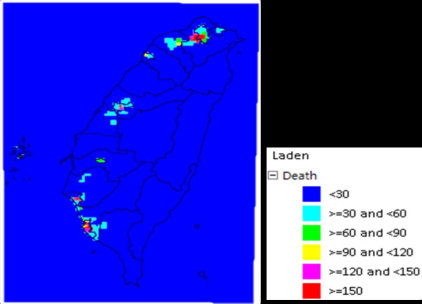 Laden
Death
<30
>=30 and <60
>=60 and <90
>=90 and <120
>=120 and <150
>=150